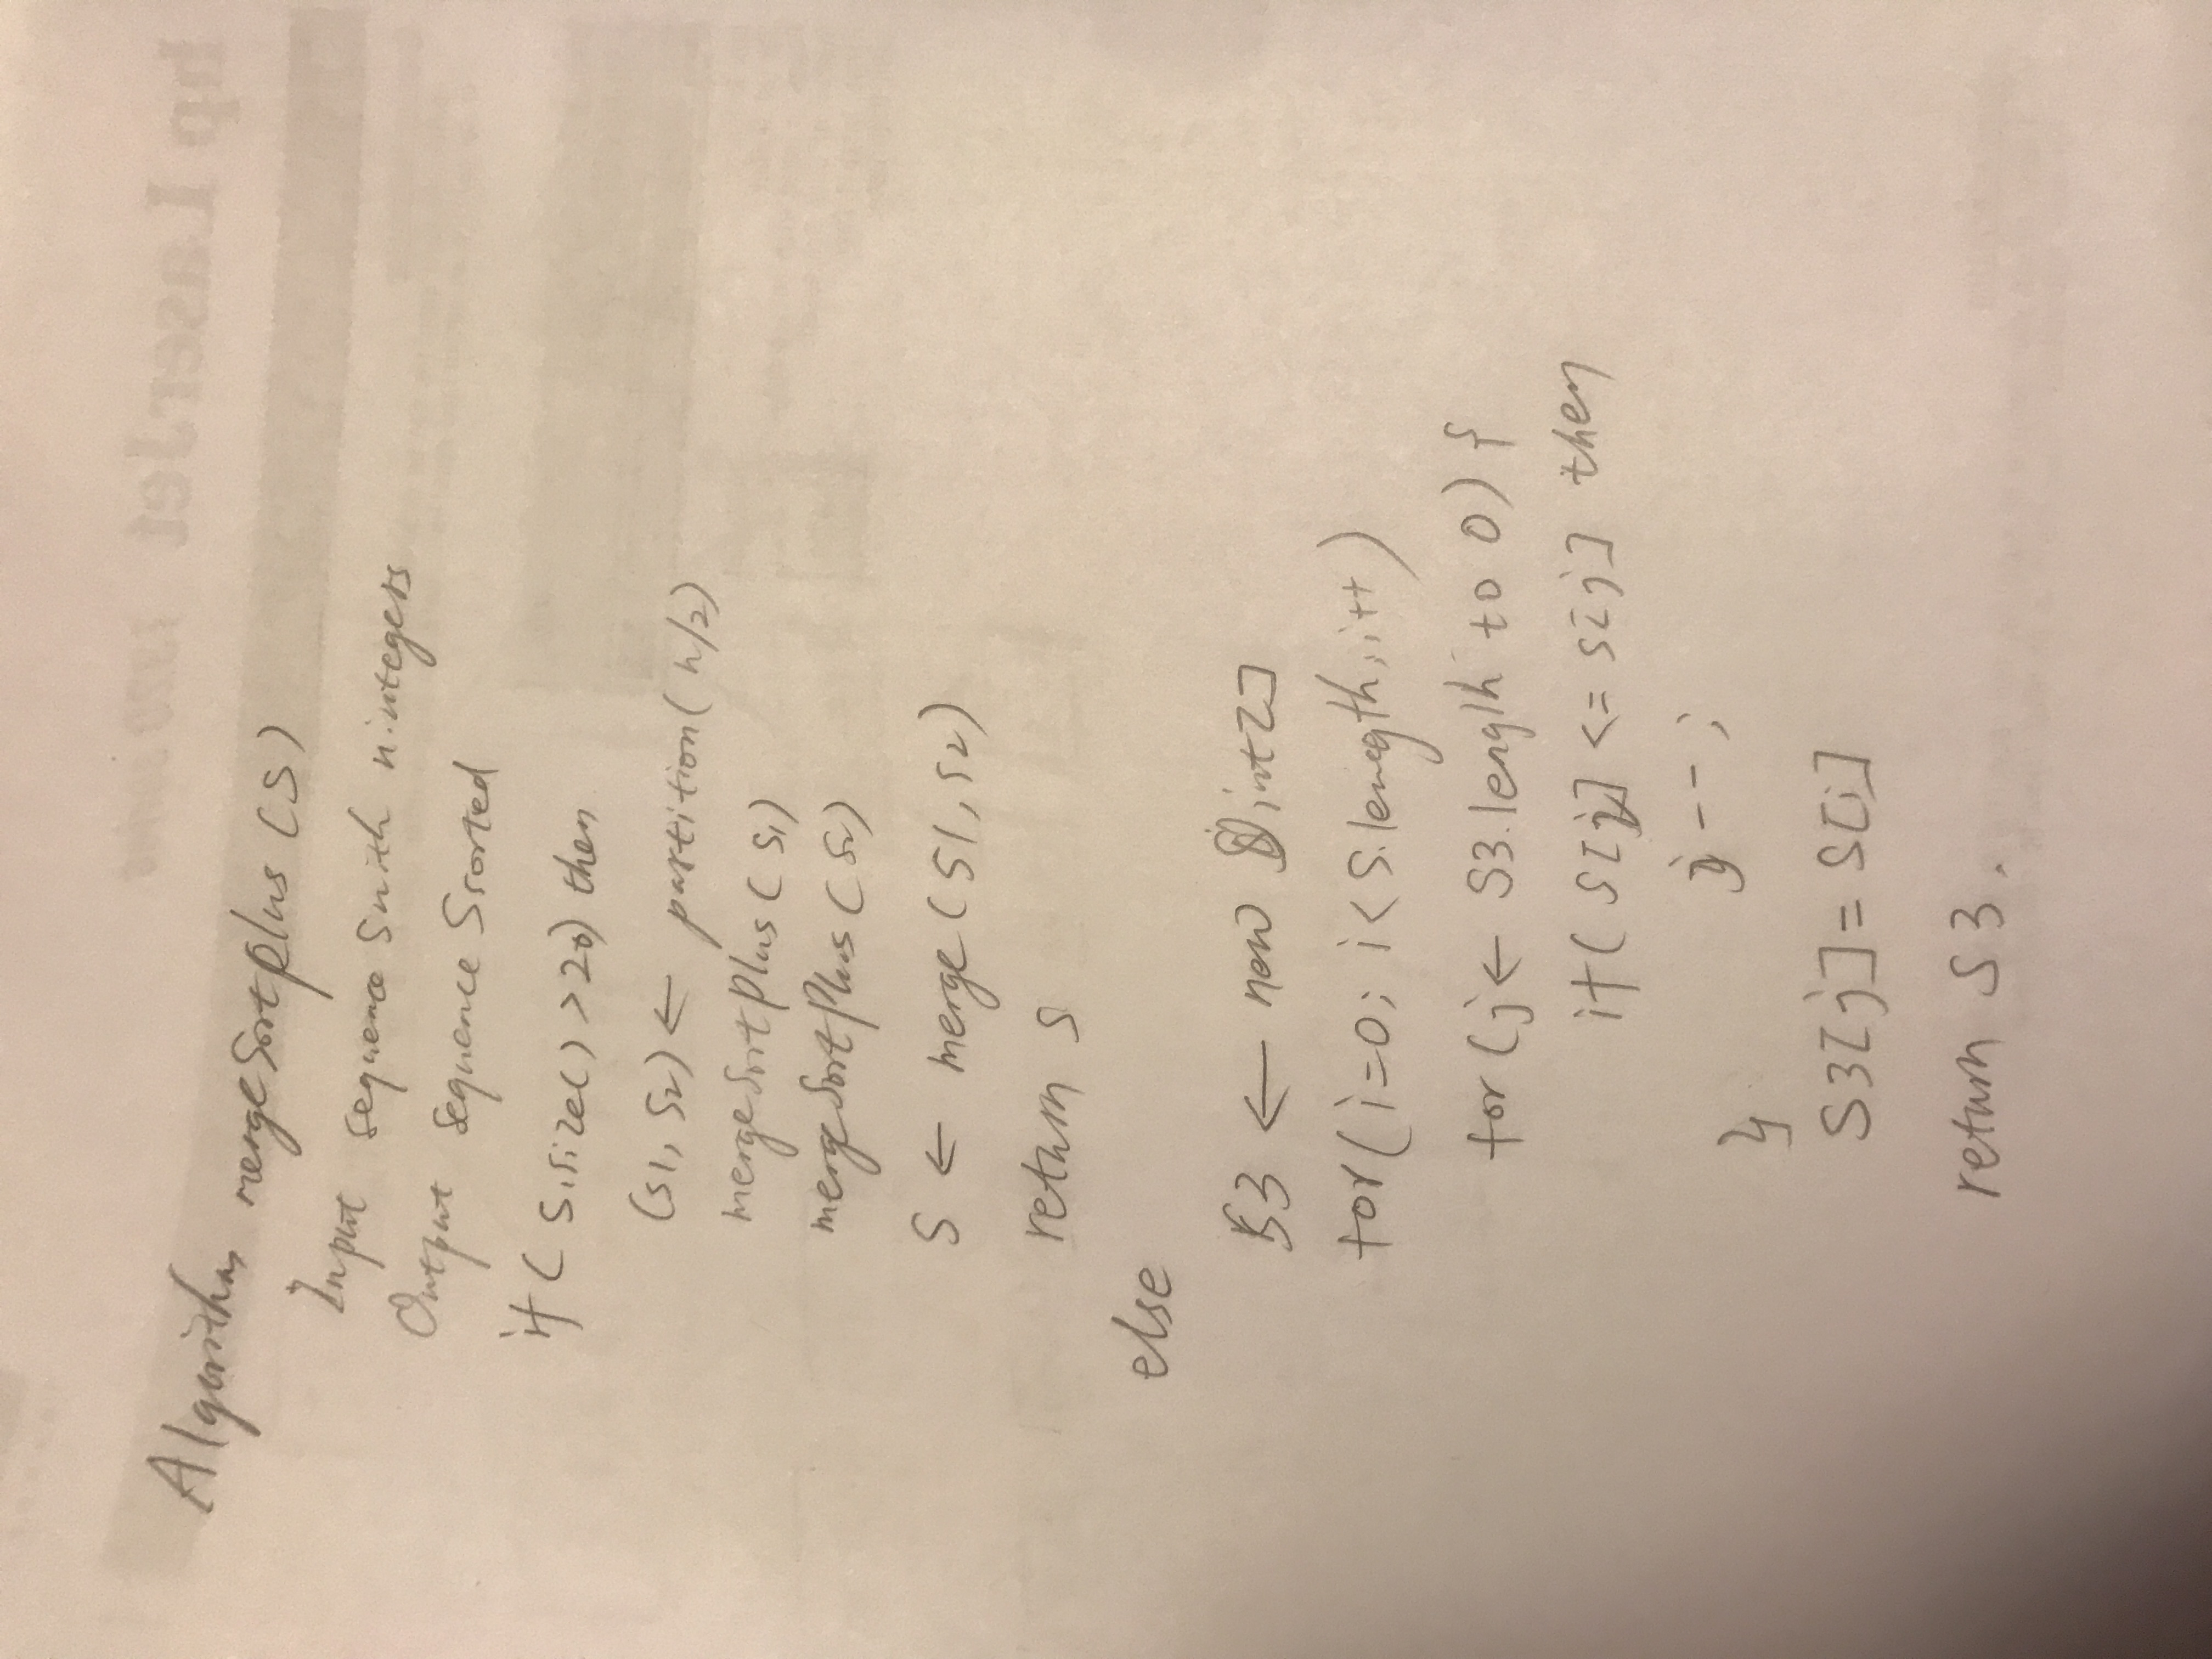 hp LaserJet 1320 series
Algorithm mergeSortPlus (S)
Input sequence S with n integers
Output sequence S sorted
if ( S.size() > 20) then
(S1, S2) ← partition( n/2)
mergeSortPlus ( S1)
mergeSortPlus ( S2)
S ← merge ( S1, S2)
return S
else
S3 ← new int[]
for( i=0; i< S.length; i++ )
for ( j ← S3.length to 0) {
if( S[j] <= S[j] then
j -- ;
}
S3[j] = S[i]
return S3.